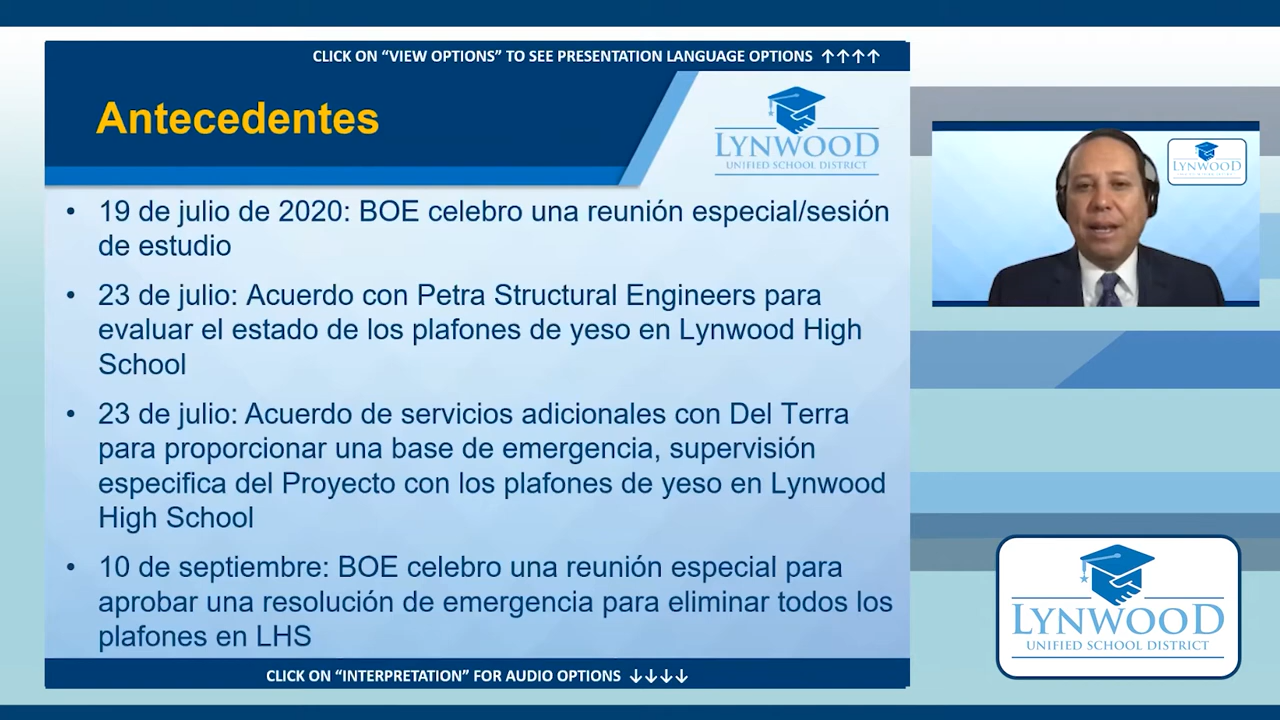 CLICK ON “VIEW OPTIONS” TO SEE PRESENTATION LANGUAGE OPTIONS ↑↑↑↑
Antecedentes
LYNWOOD
UNIFIED SCHOOL DISTRICT
• 19 de julio de 2020: BOE celebro una reunión especial/sesión
de estudio
• 23 de julio: Acuerdo con Petra Structural Engineers para
evaluar el estado de los plafones de yeso en Lynwood High
School
• 23 de julio: Acuerdo de servicios adicionales con Del Terra
para proporcionar una base de emergencia, supervisión
especifica del Proyecto con los plafones de yeso en Lynwood
High School
• 10 de septiembre: BOE celebro una reunión especial para
aprobar una resolución de emergencia para eliminar todos los
plafones en LHS
CLICK ON “INTERPRETATION” FOR AUDIO OPTIONS ↓↓↓↓
LYNWOOD
LYNWOOD
UNIFIED SCHOOL DISTRICT